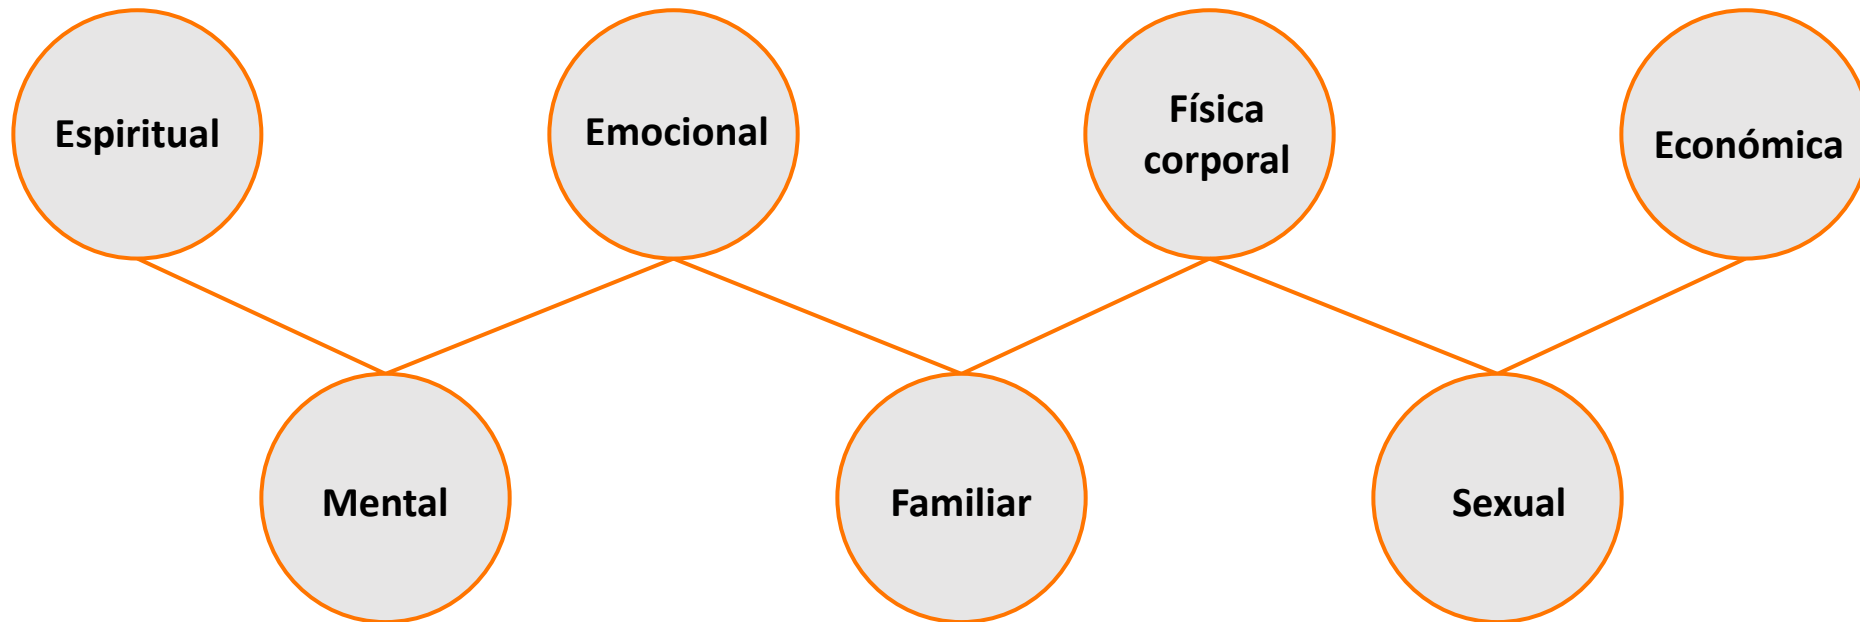 Espiritual
Emocional
Física
corporal
Económica
Mental
Familiar
Sexual